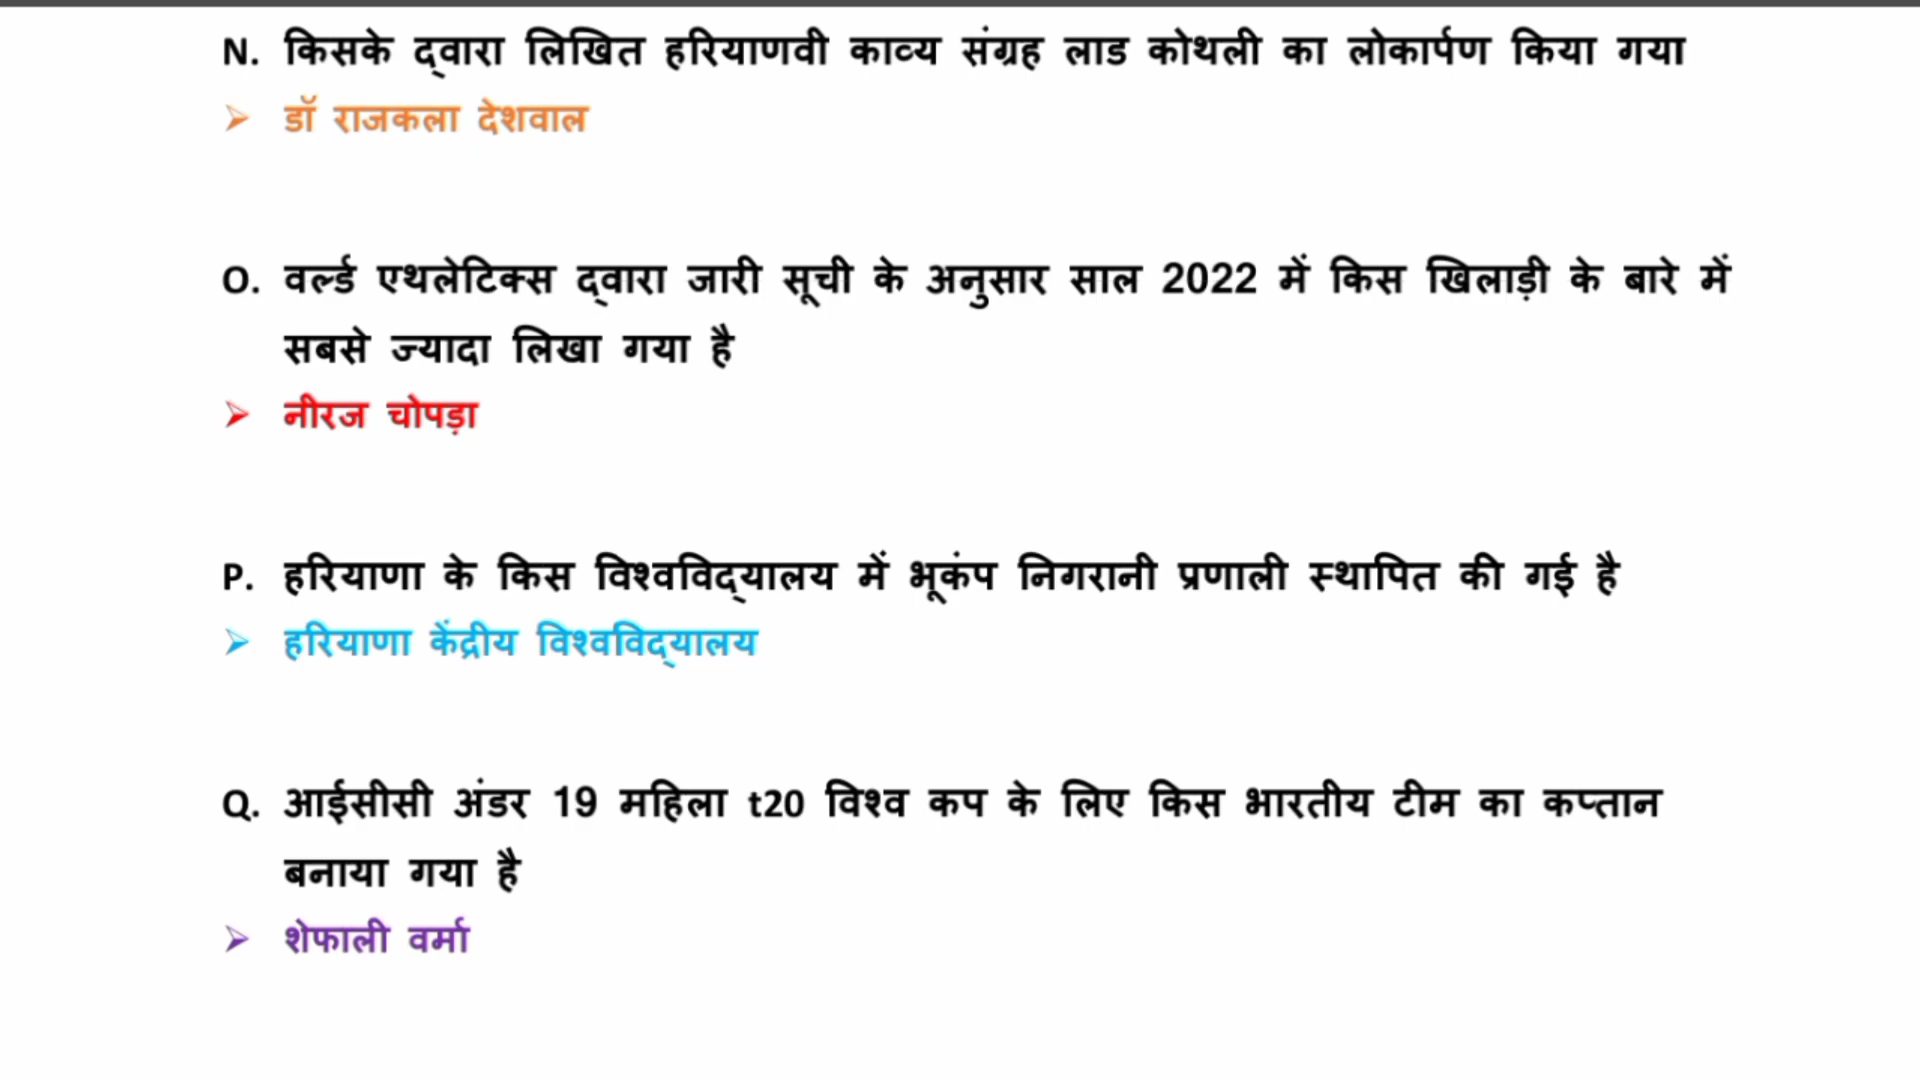 N. किसके द्वारा लिखित हरियाणवी काव्य संग्रह लाड कोथली का लोकार्पण किया गया
➢ डॉ राजकला देशवाल
O. वर्ल्ड एथलेटिक्स द्वारा जारी सूची के अनुसार साल 2022 में किस खिलाड़ी के बारे में
सबसे ज्यादा लिखा गया है
➢ नीरज चोपड़ा
P. हरियाणा के किस विश्वविद्यालय में भूकंप निगरानी प्रणाली स्थापित की गई है
➢ हरियाणा केंद्रीय विश्वविद्यालय
Q. आईसीसी अंडर 19 महिला t20 विश्व कप के लिए किस भारतीय टीम का कप्तान
बनाया गया है
➢ शेफाली वर्मा